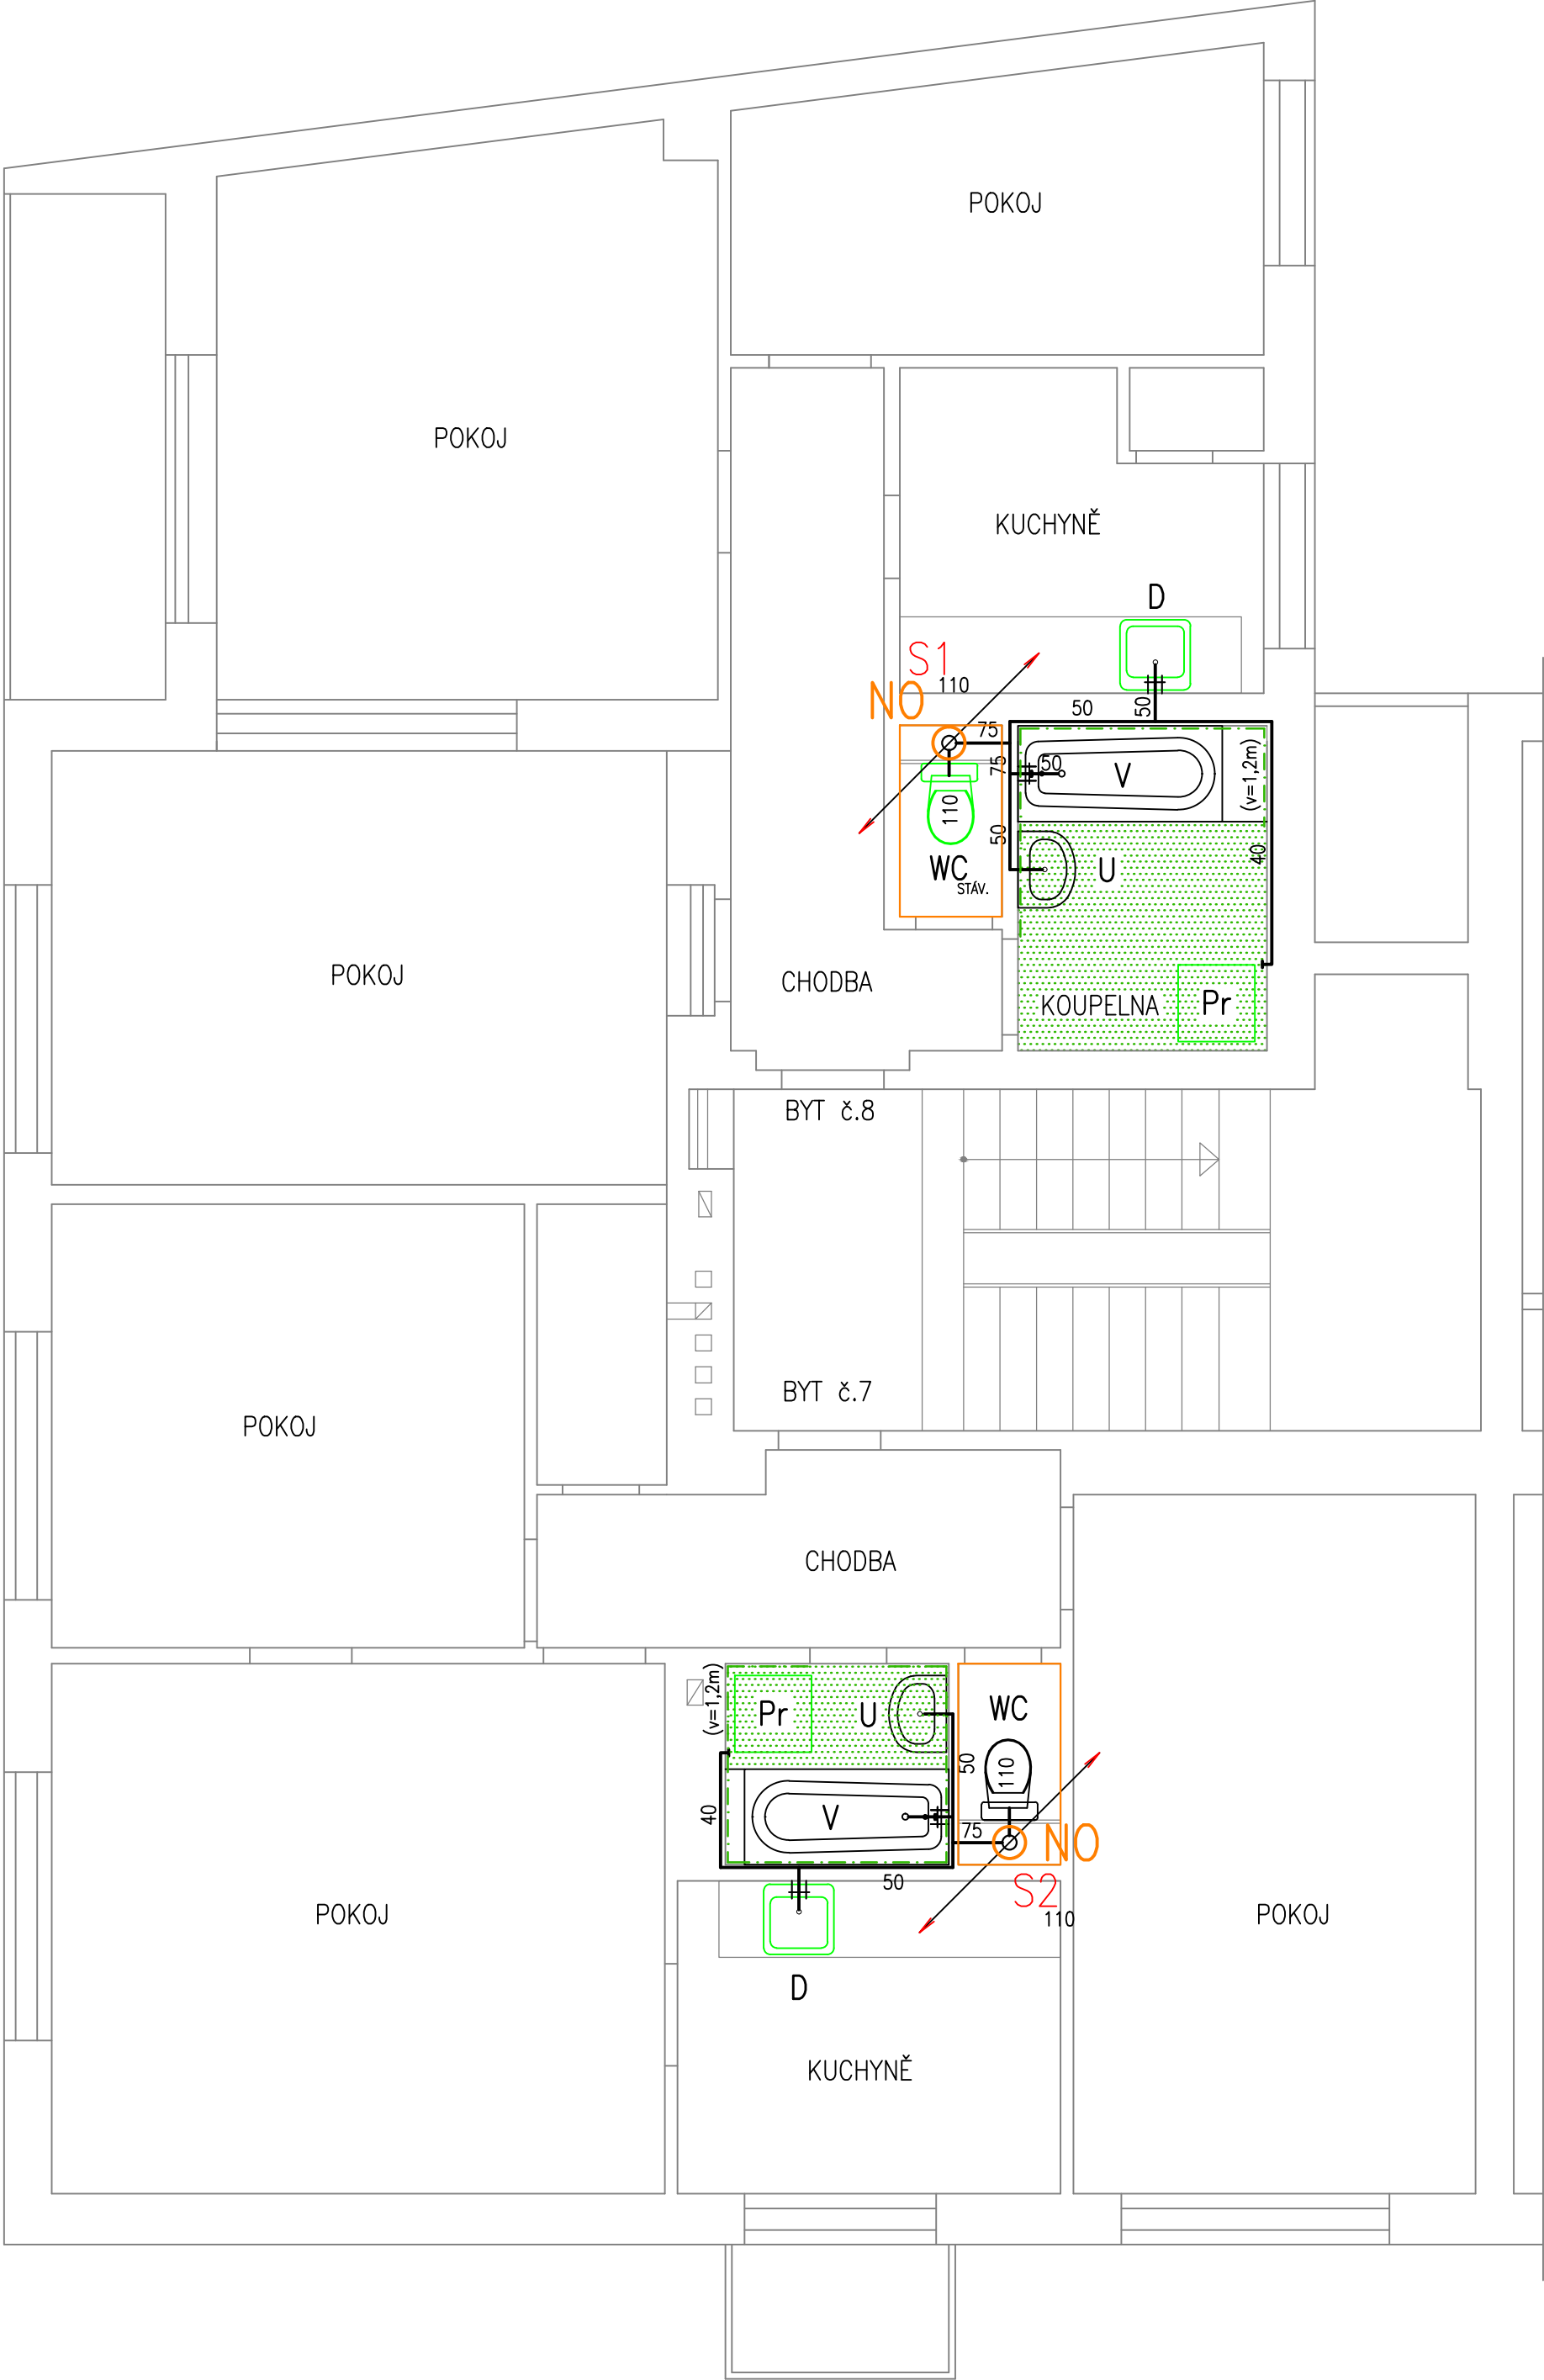 POKOJ
POKOJ
KUCHYNĚ
D
S1
110
NO
50
50
75
75
50
V
(v=1,2m)
110
50
40
WC
STÁV.
U
POKOJ
CHODBA
KOUPELNA
Pr
BYT č.8
BYT č.7
POKOJ
CHODBA
(v=1,2m)
Pr
U
WC
50
110
40
V
75
NO
50
S2
110
POKOJ
POKOJ
D
KUCHYNĚ